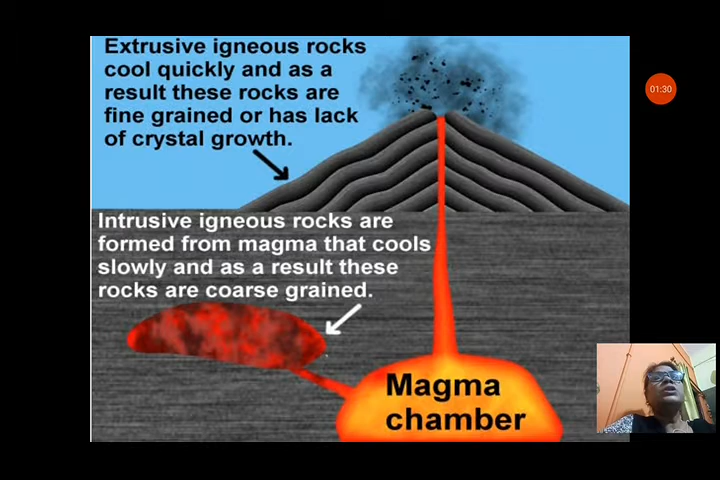 Extrusive igneous rocks
cool quickly and as a
result these rocks are
fine grained or has lack
of crystal growth.
01:30
Intrusive igneous rocks are
formed from magma that cools
slowly and as a result these
rocks are coarse grained.
Magma
chamber